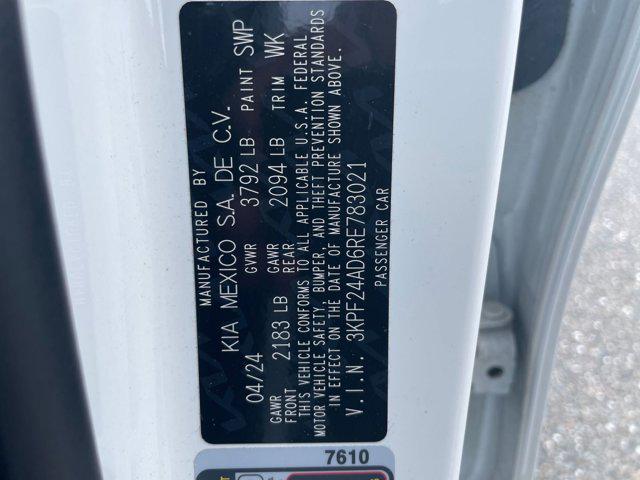 MANUFACTURED BY
KIA MEXICO S.A. DE C.V.
04/24 GVWR 3792 LB PAINT SWP
GAWR FRONT 2183 LB GAWR REAR 2094 LB TRIM WK
THIS VEHICLE CONFORMS TO ALL APPLICABLE U.S.A. FEDERAL
MOTOR VEHICLE SAFETY, BUMPER, AND THEFT PREVENTION STANDARDS
IN EFFECT ON THE DATE OF MANUFACTURE SHOWN ABOVE.
V.I.N. 3KPF24AD6RE783021
PASSENGER CAR
7610